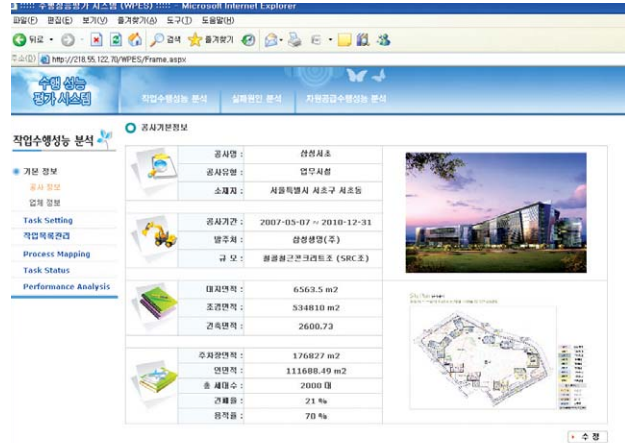 ::::: 수행성능평가 시스템 (WPES) ::::: - Microsoft Internet Explorer
파일(F) 편집(E) 보기(V) 즐겨찾기(A) 도구(T) 도움말(H)
뒤로 검색 즐겨찾기
주소(D) http://218.55.122.70/WPES/Frame.aspx
수행 성능
평가 시스템
작업수행성능 분석 실패원인 분석 자원공급수행성능 분석
작업수행성능 분석
기본 정보
공사 정보
업체 정보
Task Setting
작업목록관리
Process Mapping
Task Status
Performance Analysis
공사기본정보
공사명 : 삼성서초
공사유형 : 업무시설
소재지 : 서울특별시 서초구 서초동
공사기간 : 2007-05-07 ~ 2010-12-31
발주처 : 삼성생명(주)
규 모 : 철골철근콘크리트조 (SRC조)
대지면적 : 6563.5 m2
조경면적 : 534810 m2
건축면적 : 2600.73
주차장면적 : 176827 m2
연면적 : 111688.49 m2
총 세대수 : 2000 대
건폐율 : 21 %
용적율 : 70 %
Site Plan
수 정